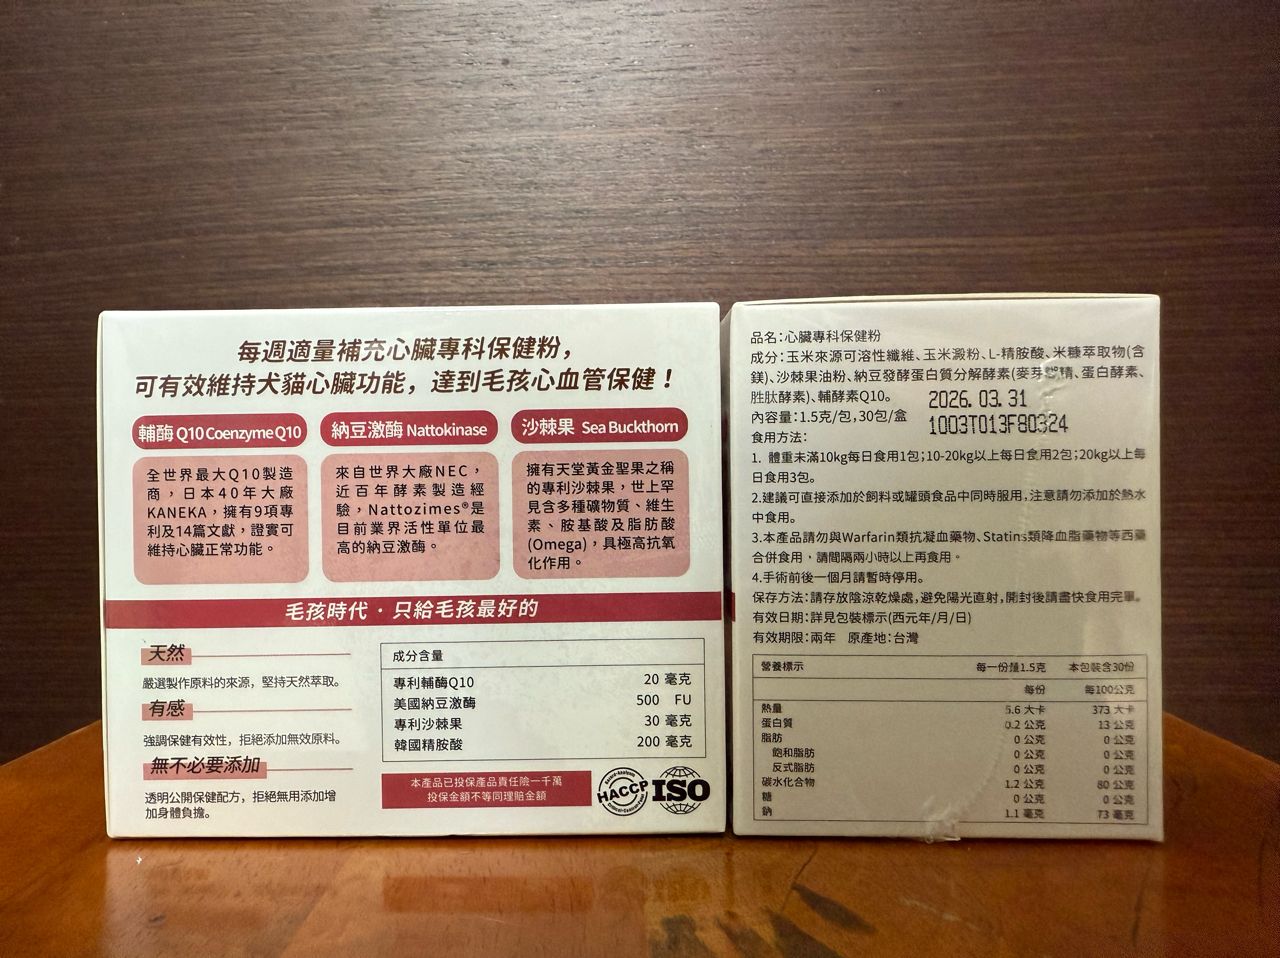 每週適量補充心臟專科保健粉，
可有效維持犬貓心臟功能，達到毛孩心血管保健！
輔酶 Q10 Coenzyme Q10
全世界最大Q10製造
商，日本40年大廠
KANEKA，擁有9項專
利及14篇文獻，證實可
維持心臟正常功能。
納豆激酶 Nattokinase
來自世界大廠NEC，
近百年酵素製造經
驗，Nattozimes®是
目前業界活性單位最
高的納豆激酶。
沙棘果 Sea Buckthorn
擁有天堂黃金聖果之稱
的專利沙棘果，世上罕
見含多種礦物質、維生
素、胺基酸及脂肪酸
(Omega)，具極高抗氧
化作用。
毛孩時代・只給毛孩最好的
天然
嚴選製作原料的來源，堅持天然萃取。
有感
強調保健有效性，拒絕添加無效原料。
無不必要添加
透明公開保健配方，拒絕無用添加增
加身體負擔。
成分含量
專利輔酶Q10 20 毫克
美國納豆激酶 500 FU
專利沙棘果 30 毫克
韓國精胺酸 200 毫克
本產品已投保產品責任險一千萬
投保金額不等同理賠金額
HACCP
ISO
品名：心臟專科保健粉
成分：玉米來源可溶性纖維、玉米澱粉、L-精胺酸、米糠萃取物(含
鎂)、沙棘果油粉、納豆發酵蛋白質分解酵素(麥芽糊精、蛋白酵素、
胜肽酵素)、輔酵素Q10。
2026. 03. 31
內容量：1.5克/包，30包/盒
1003T013F80324
食用方法：
1. 體重未滿10kg每日食用1包；10-20kg以上每日食用2包；20kg以上每
日食用3包。
2.建議可直接添加於飼料或罐頭食品中同時服用，注意請勿添加於熱水
中食用。
3.本產品請勿與Warfarin類抗凝血藥物、Statins類降血脂藥物等西藥
合併食用，請間隔兩小時以上再食用。
4.手術前後一個月請暫時停用。
保存方法：請存放陰涼乾燥處，避免陽光直射，開封後請盡快食用完畢。
有效日期：詳見包裝標示(西元年/月/日)
有效期限：兩年 原產地：台灣
營養標示 每一份量1.5克 本包裝含30份
每份 每100公克
熱量 5.6 大卡 373 大卡
蛋白質 0.2 公克 13 公克
脂肪 0 公克 0 公克
飽和脂肪 0 公克 0 公克
反式脂肪 0 公克 0 公克
碳水化合物 1.2 公克 80 公克
糖 0 公克 0 公克
鈉 1.1 毫克 73 毫克